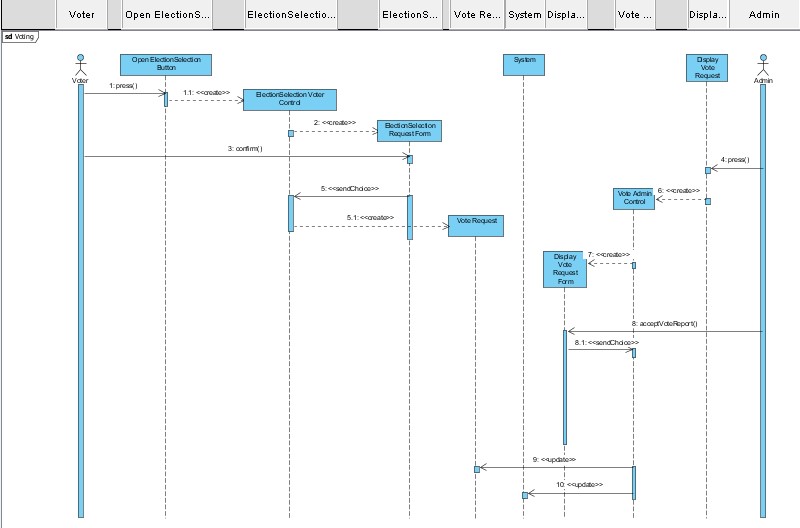 Voter
Open ElectionS...
ElectionSelectio...
ElectionS...
Vote Re...
System
Displa...
Vote ...
Displa...
Admin
sd Voting
Open ElectionSelection
Button
System
Display
Vote
Request
Voter
Admin
1: press()
1.1: <<create>>
ElectionSelection Voter
Control
2: <<create>>
ElectionSelection
Request Form
3: confirm()
4: press()
5: <<sendChoice>
6: <<create>>
Vote Admin
Control
5.1: <<create>>
Vote Request
7: <<create>>
Display
Vote
Request
Form
8: acceptVoteReport()
8.1: <<sendChoice>>
9: <<update>>
10: <<update>>